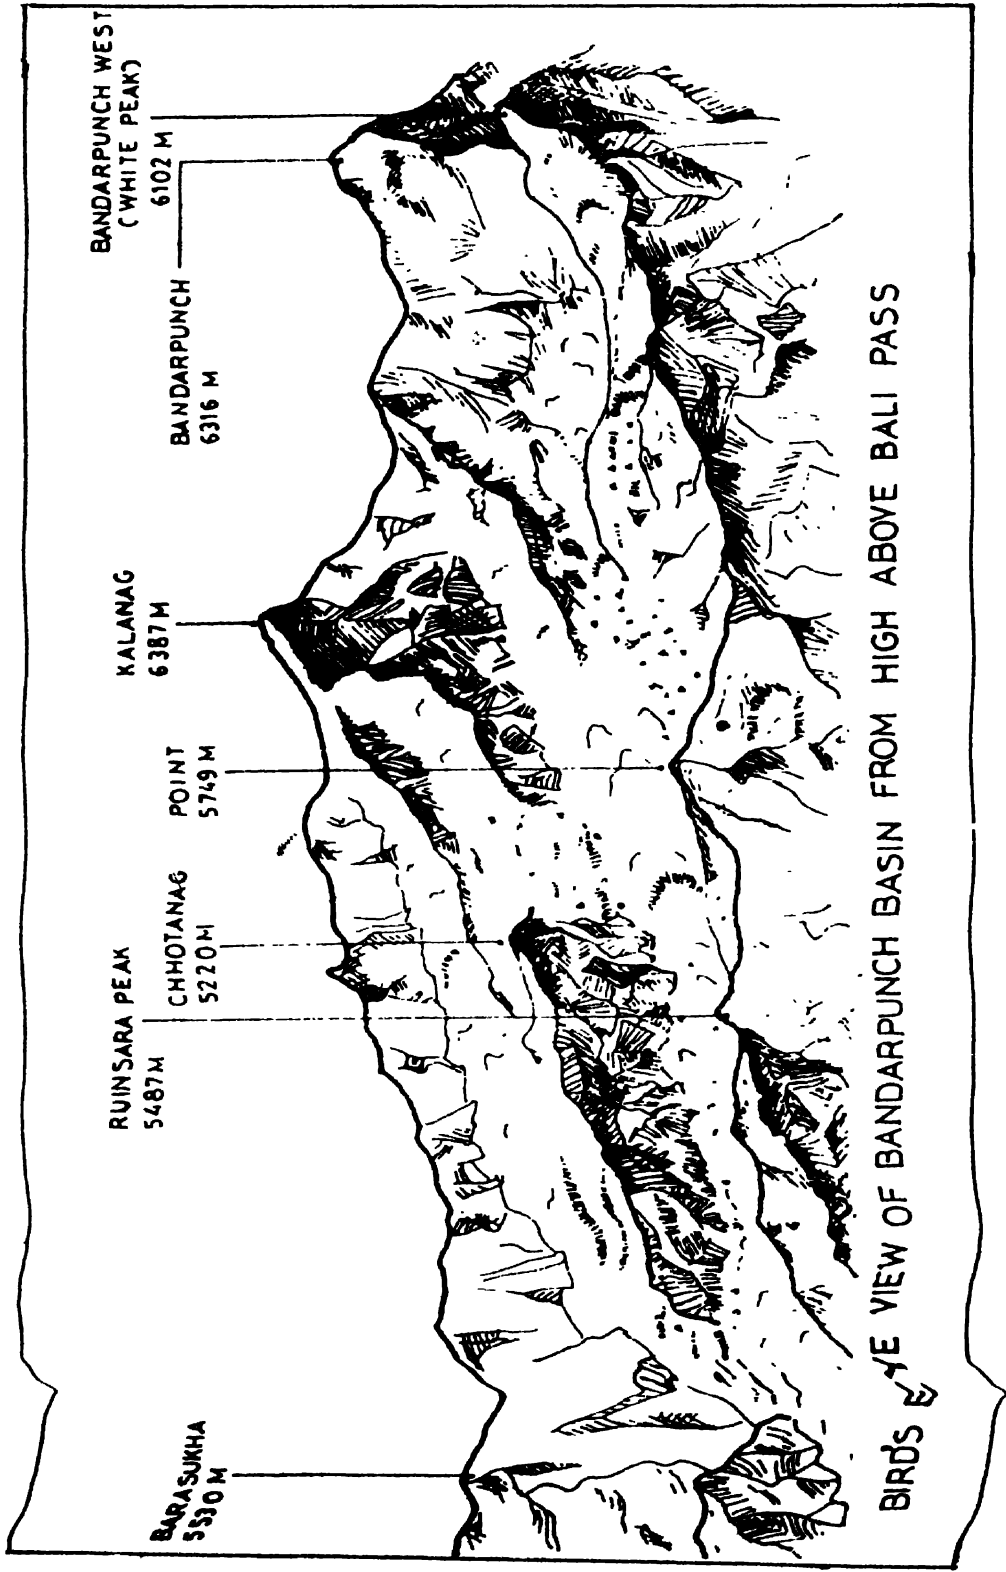 BARASUKHA
5530 M
RUINSARA PEAK
5487 M
CHHOTANAG
5220 M
POINT
5749 M
KALANAG
6387 M
BANDARPUNCH
6316 M
BANDARPUNCH WEST
(WHITE PEAK)
6102 M
BIRDS EYE VIEW OF BANDARPUNCH BASIN FROM HIGH ABOVE BALI PASS